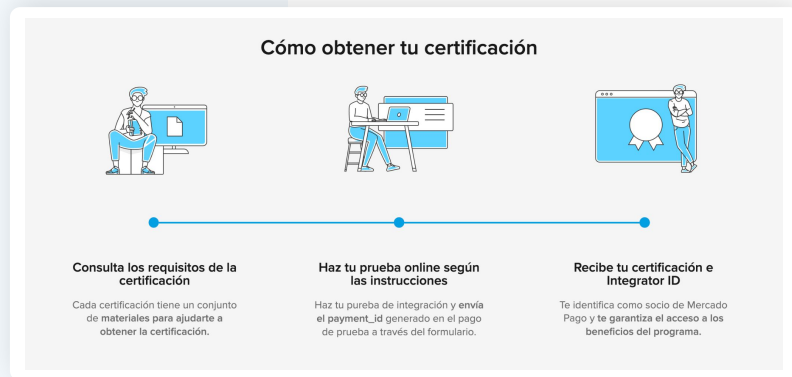 Cómo obtener tu certificación
Consulta los requisitos de la
certificación
Cada certificación tiene un conjunto
de materiales para ayudarte a
obtener la certificación.
Haz tu prueba online según
las instrucciones
Haz tu pureba de integración y envía
el payment_id generado en el pago
de prueba a través del formulario.
Recibe tu certificación e
Integrator ID
Te identifica como socio de Mercado
Pago y te garantiza el acceso a los
beneficios del programa.